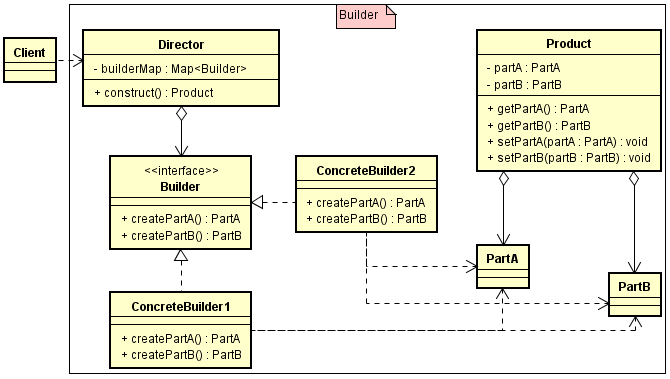 Builder
Client
Director
- builderMap : Map<Builder>
+ construct() : Product
Product
- partA : PartA
- partB : PartB
+ getPartA() : PartA
+ getPartB() : PartB
+ setPartA(partA : PartA) : void
+ setPartB(partB : PartB) : void
<<interface>>
Builder
+ createPartA() : PartA
+ createPartB() : PartB
ConcreteBuilder2
+ createPartA() : PartA
+ createPartB() : PartB
PartA
PartB
ConcreteBuilder1
+ createPartA() : PartA
+ createPartB() : PartB